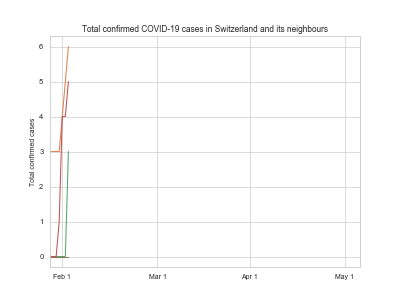 Total confirmed COVID-19 cases in Switzerland and its neighbours
Total confirmed cases
6
5
4
3
2
1
0
Feb 1
Mar 1
Apr 1
May 1